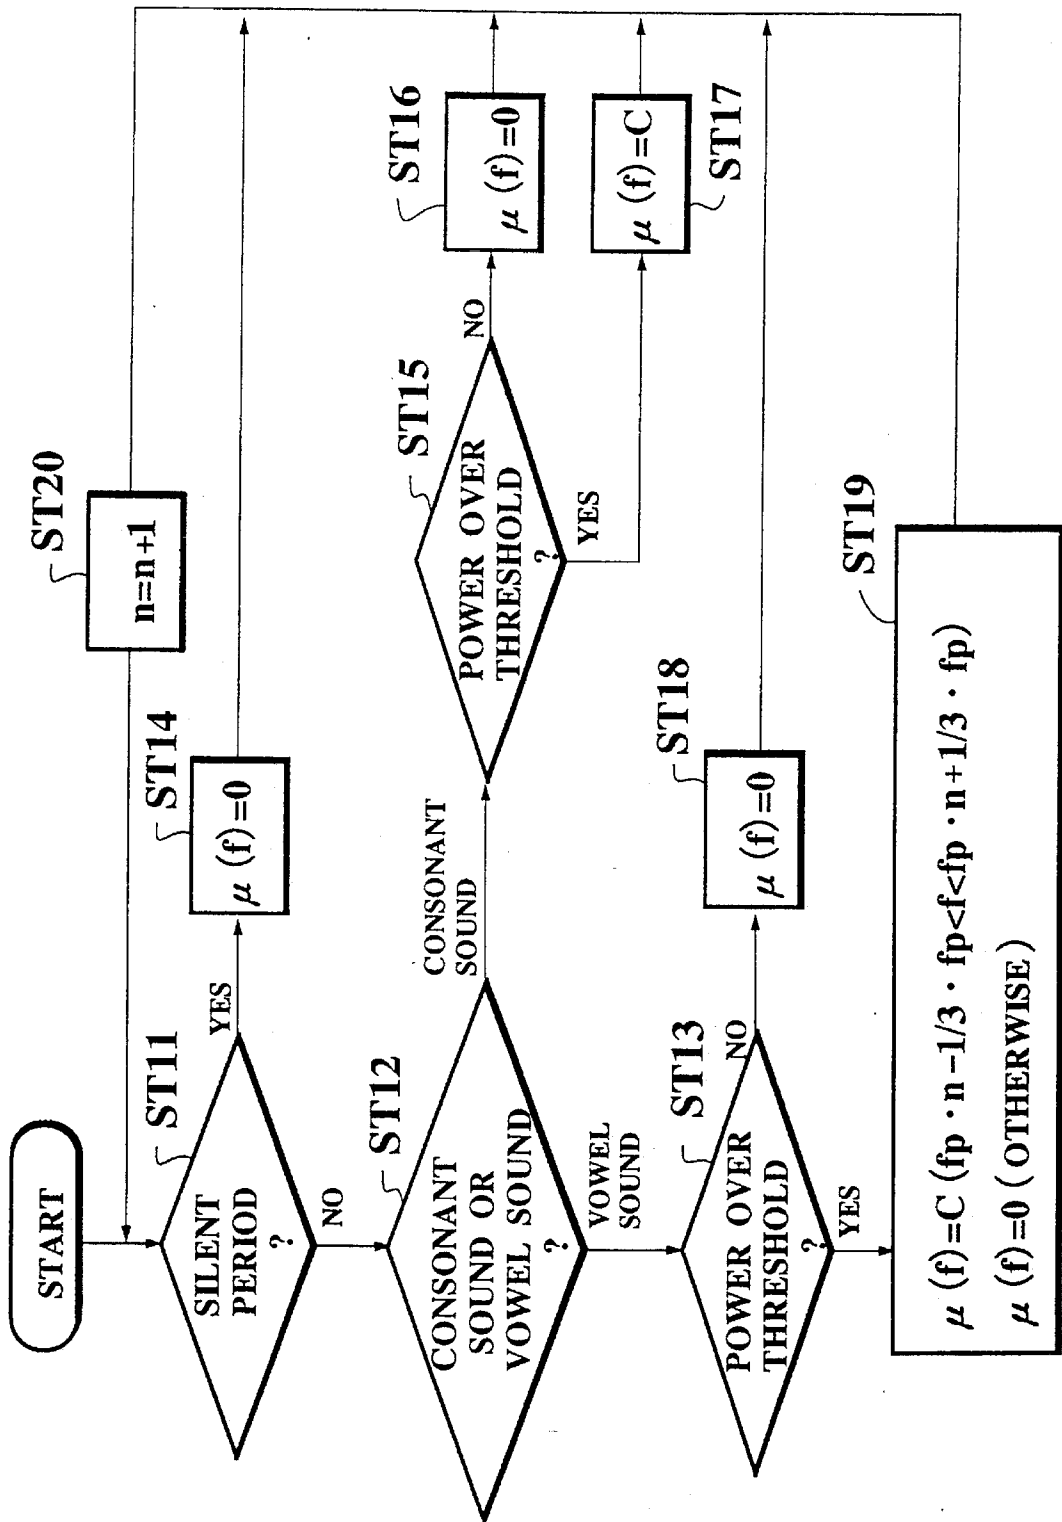 START
ST20
n=n+1
ST11
SILENT
PERIOD
?
YES
NO
ST14
μ (f)=0
ST12
CONSONANT
SOUND OR
VOWEL SOUND
?
CONSONANT
SOUND
VOWEL
SOUND
ST15
POWER OVER
THRESHOLD
?
NO
YES
ST16
μ (f)=0
μ (f)=C
ST17
ST13
POWER OVER
THRESHOLD
?
NO
YES
ST18
μ (f)=0
ST19
μ (f)=C (fp · n−1/3 · fp<f<fp · n+1/3 · fp)
μ (f)=0 (OTHERWISE)